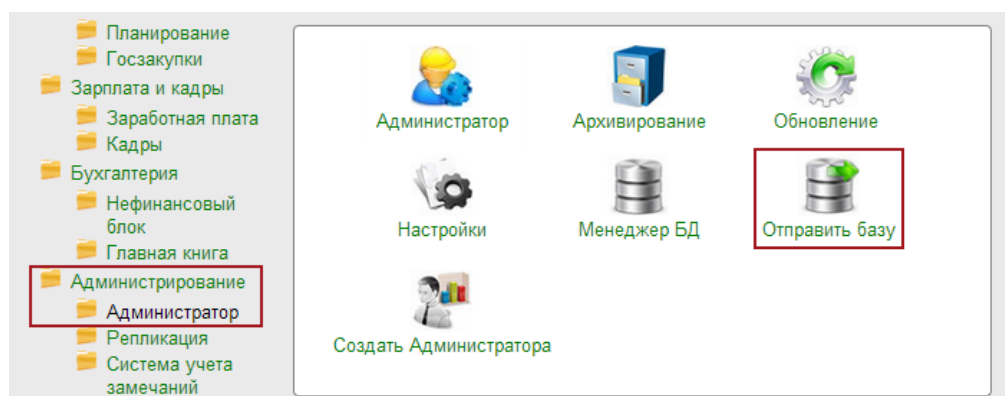 Планирование
Госзакупки
Зарплата и кадры
Заработная плата
Кадры
Бухгалтерия
Нефинансовый
блок
Главная книга
Администрирование
Администратор
Репликация
Система учета
замечаний
Администратор
Архивирование
Обновление
Настройки
Менеджер БД
Отправить базу
Создать Администратора